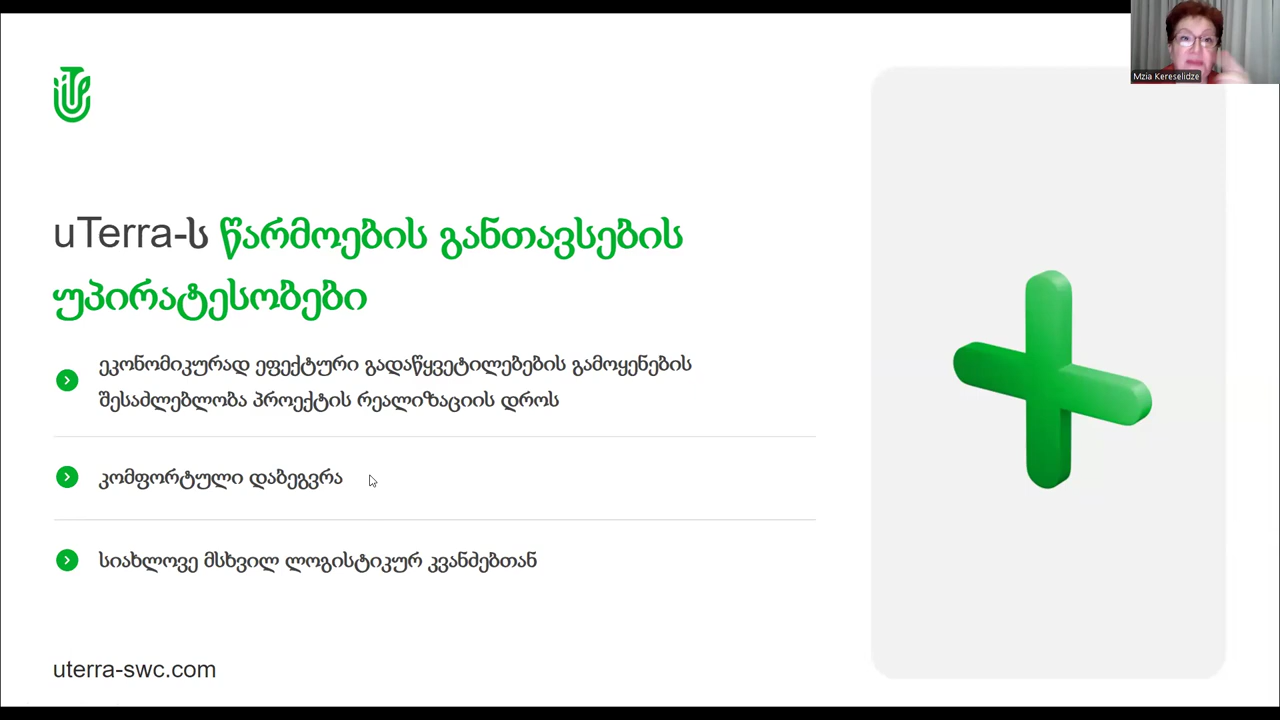 Mzia Kereselidze
uTerra-ს წარმოების განთავსების
უპირატესობები
ეკონომიკურად ეფექტური გადაწყვეტილებების გამოყენების
შესაძლებლობა პროექტის რეალიზაციის დროს
კომფორტული დაბეგვრა
სიახლოვე მსხვილ ლოგისტიკურ კვანძებთან
uterra-swc.com